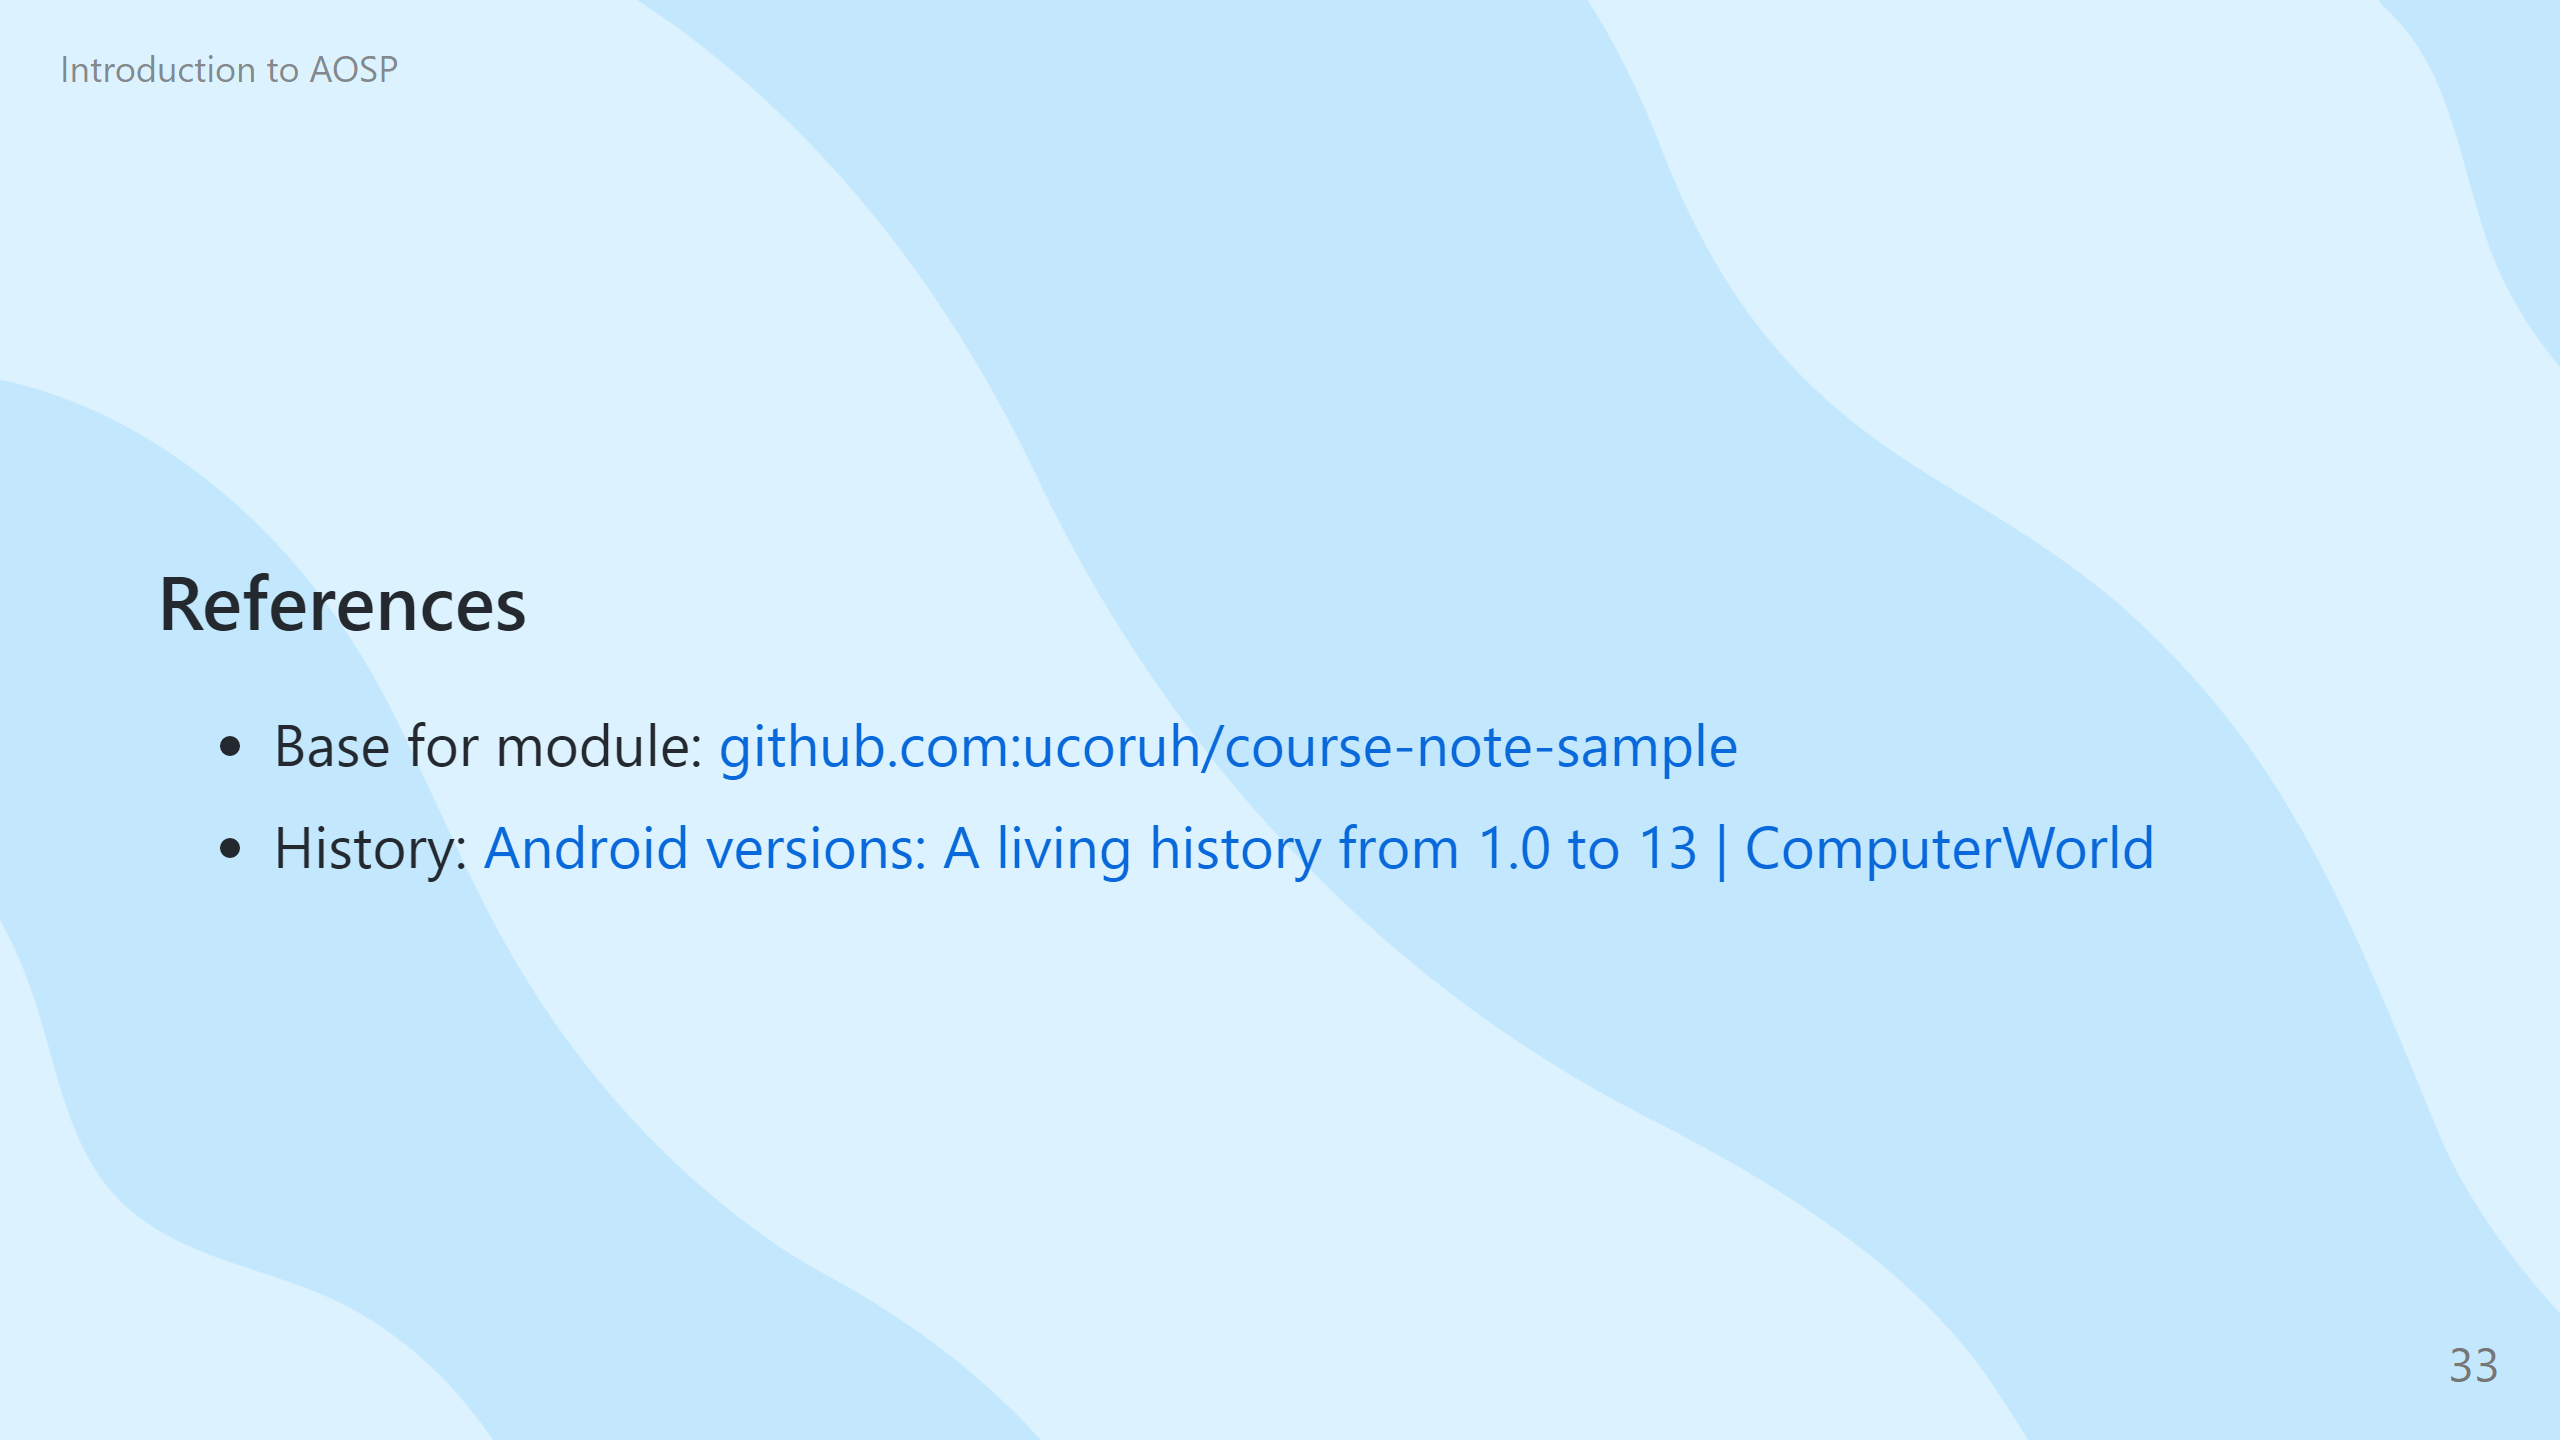 Introduction to AOSP
References
• Base for module: github.com:ucoruh/course-note-sample
• History: Android versions: A living history from 1.0 to 13 | ComputerWorld
33